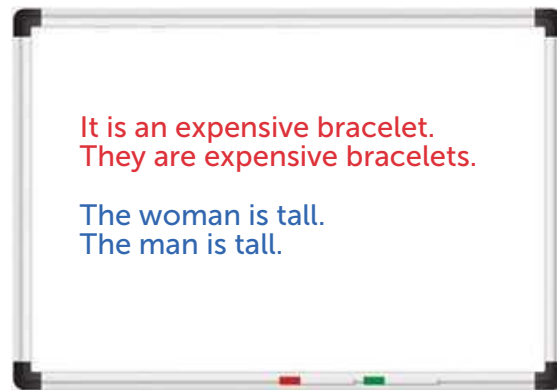 It is an expensive bracelet.
They are expensive bracelets.
The woman is tall.
The man is tall.